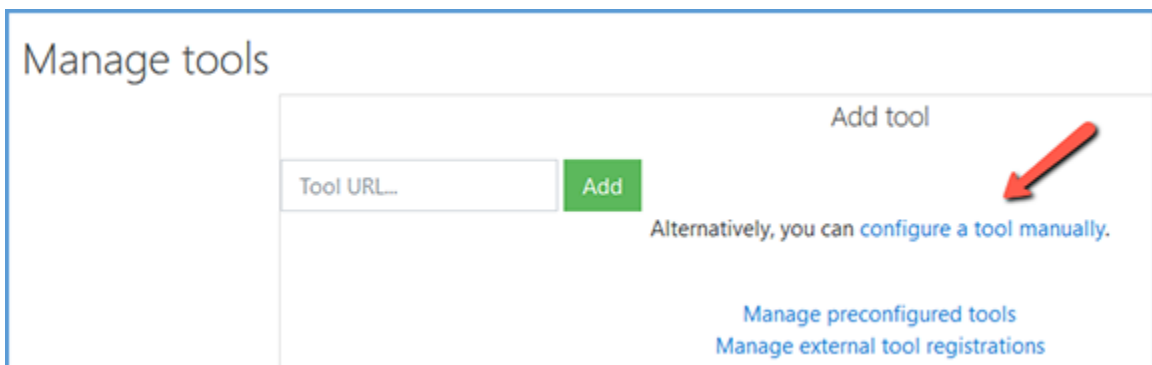 Manage tools
Add tool
Tool URL...
Add
Alternatively, you can configure a tool manually.
Manage preconfigured tools
Manage external tool registrations